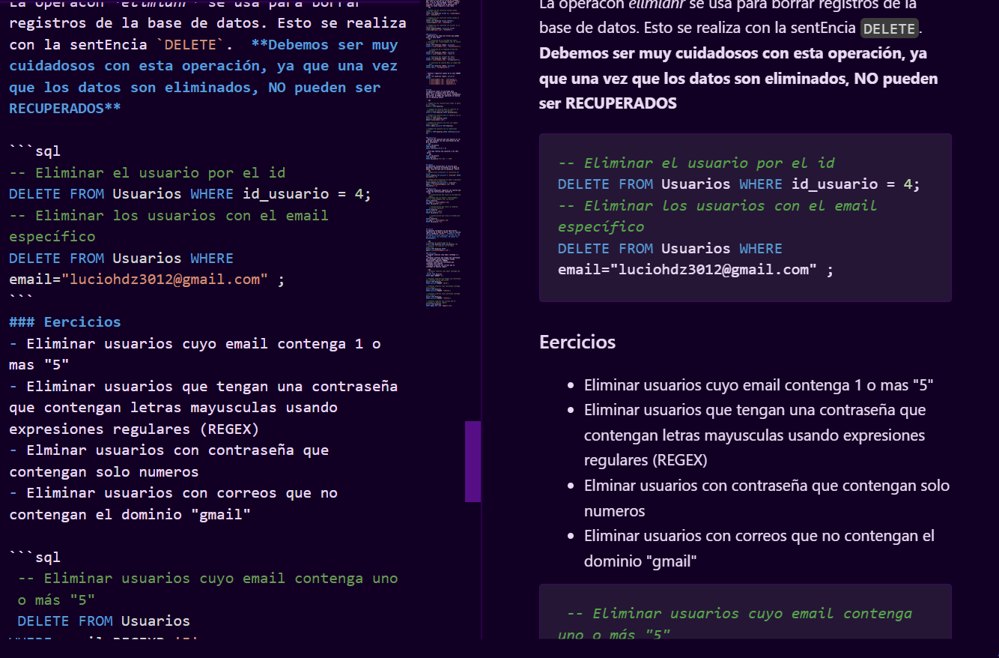 La operacón *elimianr* se usa para borrar
registros de la base de datos. Esto se realiza
con la sentEncia `DELETE`.  **Debemos ser muy
cuidadosos con esta operación, ya que una vez
que los datos son eliminados, NO pueden ser
RECUPERADOS**
```sql
-- Eliminar el usuario por el id
DELETE FROM Usuarios WHERE id_usuario = 4;
-- Eliminar los usuarios con el email
específico
DELETE FROM Usuarios WHERE
email="luciohdz3012@gmail.com" ;
```
### Eercicios
- Eliminar usuarios cuyo email contenga 1 o
mas "5"
- Eliminar usuarios que tengan una contraseña
que contengan letras mayusculas usando
expresiones regulares (REGEX)
- Elminar usuarios con contraseña que
contengan solo numeros
- Eliminar usuarios con correos que no
contengan el dominio "gmail"
```sql
-- Eliminar usuarios cuyo email contenga uno
o más "5"
DELETE FROM Usuarios
WHERE email REGEXP '5'
La operacón elimianr se usa para borrar registros de la
base de datos. Esto se realiza con la sentEncia DELETE.
Debemos ser muy cuidadosos con esta operación, ya
que una vez que los datos son eliminados, NO pueden
ser RECUPERADOS
-- Eliminar el usuario por el id
DELETE FROM Usuarios WHERE id_usuario = 4;
-- Eliminar los usuarios con el email
específico
DELETE FROM Usuarios WHERE
email="luciohdz3012@gmail.com" ;
Eercicios
• Eliminar usuarios cuyo email contenga 1 o mas "5"
• Eliminar usuarios que tengan una contraseña que
contengan letras mayusculas usando expresiones
regulares (REGEX)
• Elminar usuarios con contraseña que contengan solo
numeros
• Eliminar usuarios con correos que no contengan el
dominio "gmail"
-- Eliminar usuarios cuyo email contenga
uno o más "5"